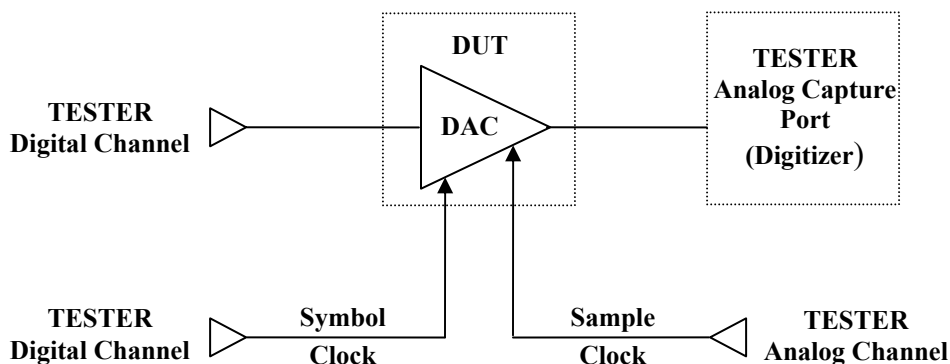 DUT
TESTER
Digital Channel
DAC
TESTER
Analog Capture
Port
(Digitizer)
TESTER
Digital Channel
Symbol
Clock
Sample
Clock
TESTER
Analog Channel